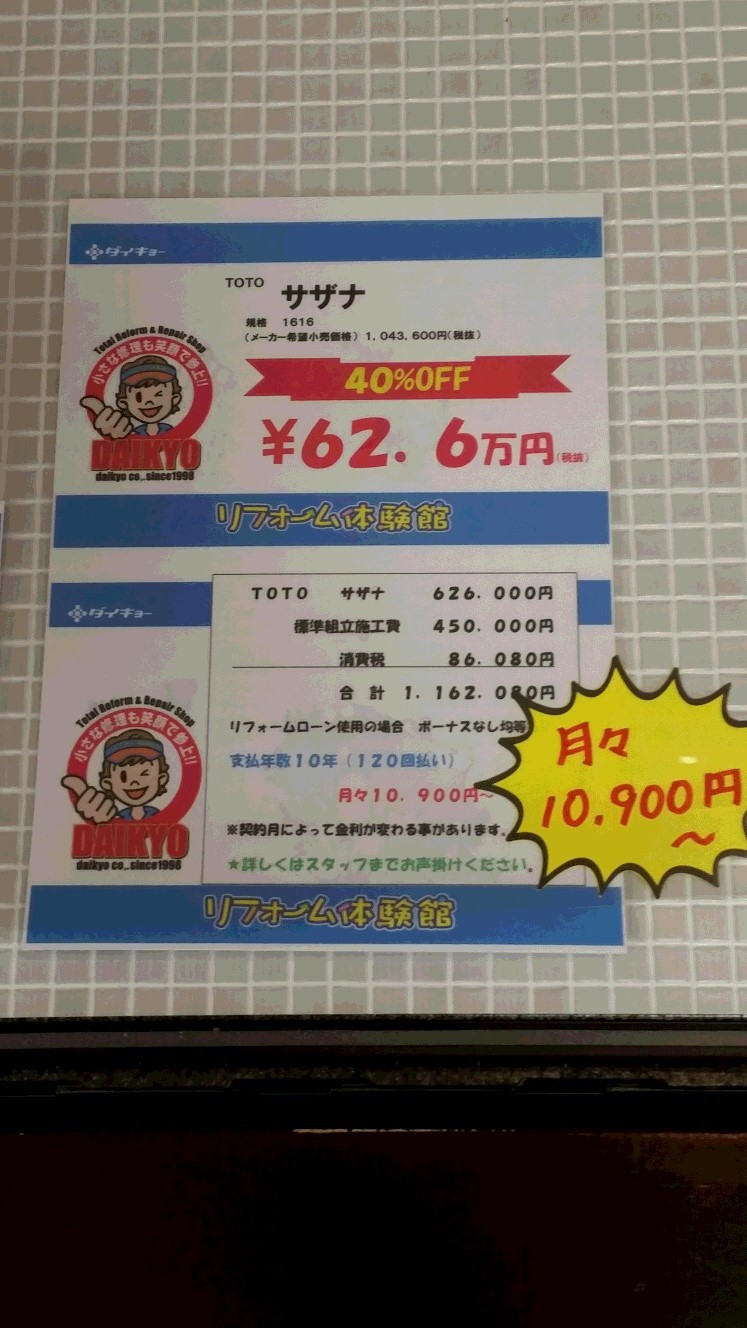 ダイキョー
TOTO サザナ
規格 1616
(メーカー希望小売価格) 1,043,600円(税抜)
Total Reform & Repair Shop
小さな修理も笑顔で参上!!
DAIKYO
daikyo co,.since1998
40%OFF
¥62.6万円(税抜)
リフォーム体験館
ダイキョー
TOTO サザナ 626.000円
標準組立施工費 450.000円
消費税 86.080円
合計 1.162.080円
リフォームローン使用の場合 ボーナスなし均等
支払年数10年(120回払い)
月々10.900円~
※契約月によって金利が変わる事があります。
★詳しくはスタッフまでお声掛けください。
Total Reform & Repair Shop
小さな修理も笑顔で参上!!
DAIKYO
daikyo co,.since1998
月々
10.900円
~
リフォーム体験館